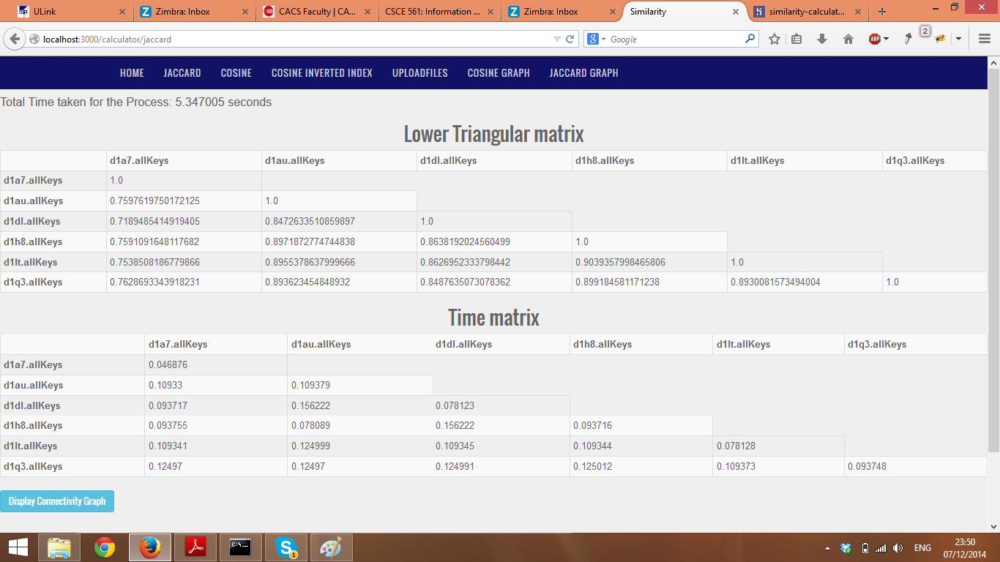 ULink Zimbra: Inbox CACS Faculty | CA... CSCE 561: Information ... Zimbra: Inbox Similarity similarity-calculat...
localhost:3000/calculator/jaccard Google ABP 2
HOME JACCARD COSINE COSINE INVERTED INDEX UPLOADFILES COSINE GRAPH JACCARD GRAPH
Total Time taken for the Process: 5.347005 seconds
Lower Triangular matrix
d1a7.allKeys d1au.allKeys d1dl.allKeys d1h8.allKeys d1lt.allKeys d1q3.allKeys
d1a7.allKeys 1.0
d1au.allKeys 0.7597619750172125 1.0
d1dl.allKeys 0.7189485414919405 0.8472633510859897 1.0
d1h8.allKeys 0.7591091648117682 0.8971872774744838 0.8638192024560499 1.0
d1lt.allKeys 0.7538508186779866 0.8955378637999666 0.8626952333798442 0.9039357998465806 1.0
d1q3.allKeys 0.7628693343918231 0.893623454848932 0.8487635073078362 0.899184581171238 0.8930081573494004 1.0
Time matrix
d1a7.allKeys d1au.allKeys d1dl.allKeys d1h8.allKeys d1lt.allKeys d1q3.allKeys
d1a7.allKeys 0.046876
d1au.allKeys 0.10933 0.109379
d1dl.allKeys 0.093717 0.156222 0.078123
d1h8.allKeys 0.093755 0.078089 0.156222 0.093716
d1lt.allKeys 0.109341 0.124999 0.109345 0.109344 0.078128
d1q3.allKeys 0.12497 0.12497 0.124991 0.125012 0.109373 0.093748
Display Connectivity Graph
ENG 23:50
07/12/2014